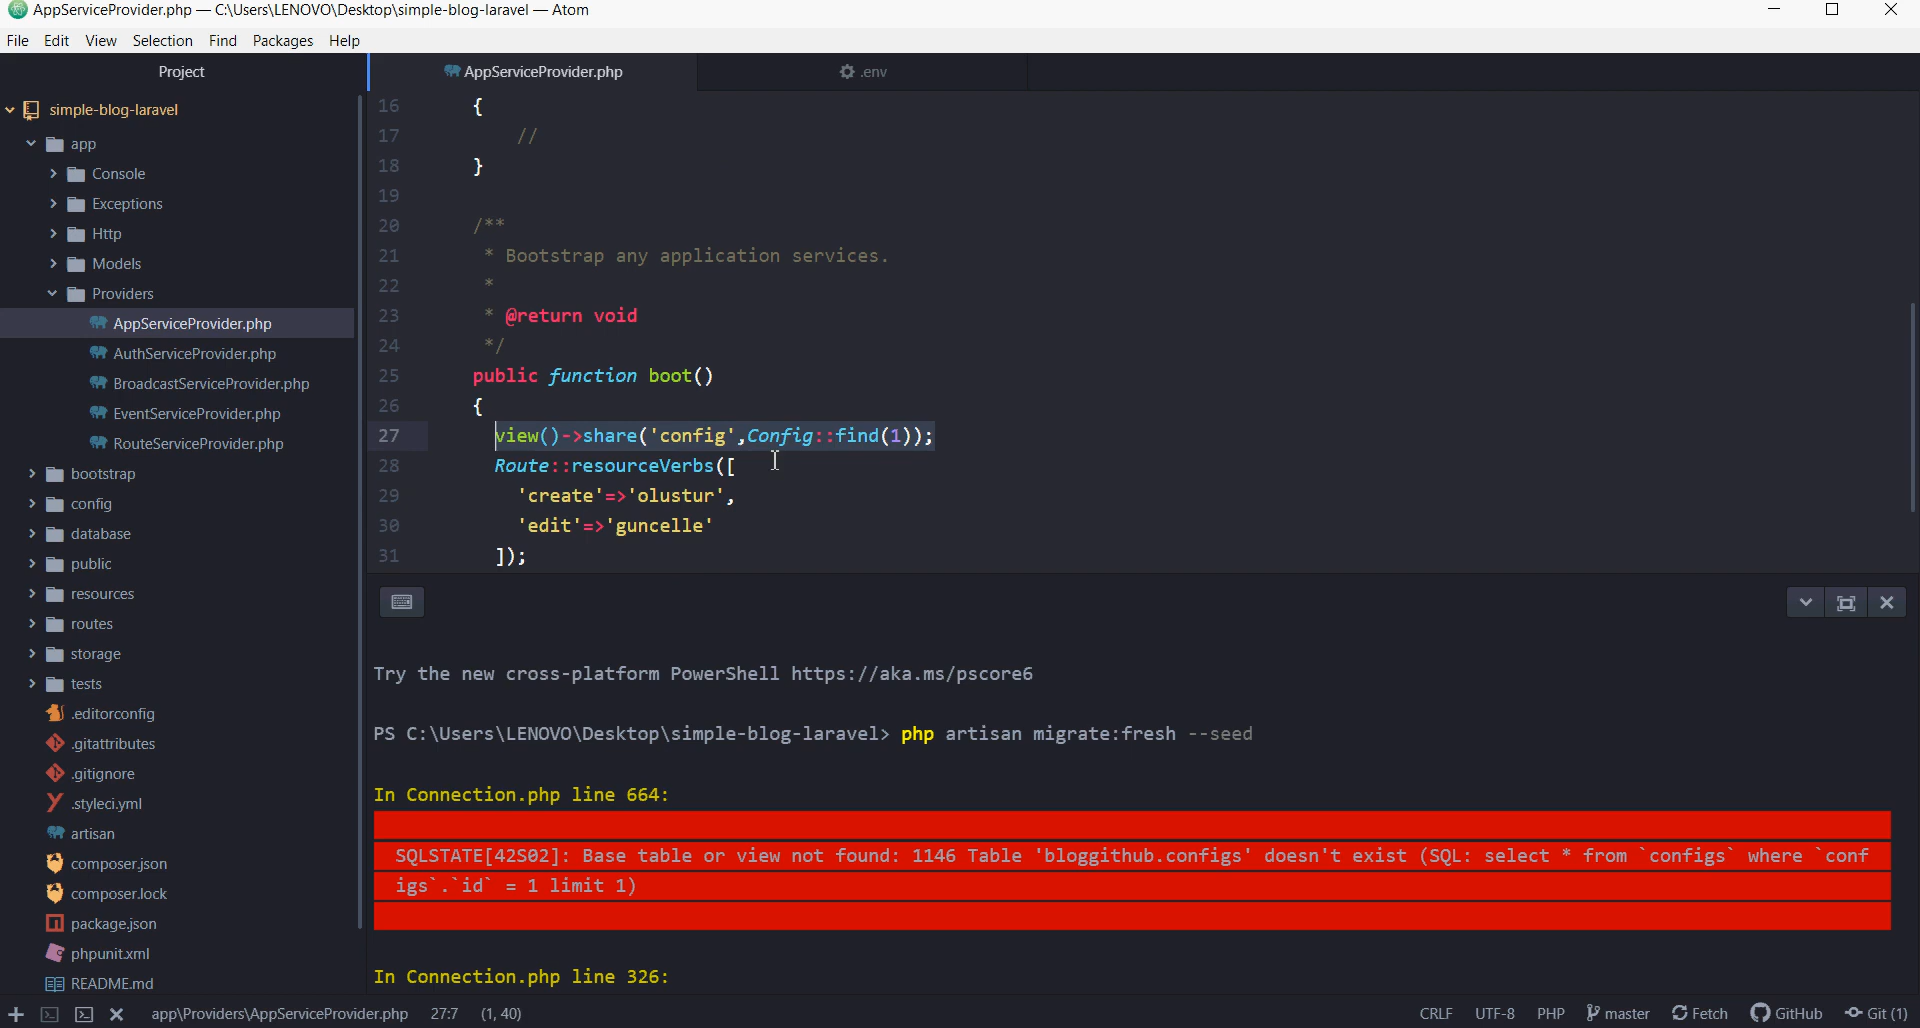 AppServiceProvider.php — C:\Users\LENOVO\Desktop\simple-blog-laravel — Atom
File Edit View Selection Find Packages Help
Project
simple-blog-laravel
app
Console
Exceptions
Http
Models
Providers
AppServiceProvider.php
AuthServiceProvider.php
BroadcastServiceProvider.php
EventServiceProvider.php
RouteServiceProvider.php
bootstrap
config
database
public
resources
routes
storage
tests
.editorconfig
.gitattributes
.gitignore
.styleci.yml
artisan
composer.json
composer.lock
package.json
phpunit.xml
README.md
AppServiceProvider.php .env
16 {
17 //
18 }
19
20 /**
21 * Bootstrap any application services.
22 *
23 * @return void
24 */
25 public function boot()
26 {
27 view()->share('config',Config::find(1));
28 Route::resourceVerbs([
29 'create'=>'olustur',
30 'edit'=>'guncelle'
31 ]);
Try the new cross-platform PowerShell https://aka.ms/pscore6
PS C:\Users\LENOVO\Desktop\simple-blog-laravel> php artisan migrate:fresh --seed
In Connection.php line 664:
SQLSTATE[42S02]: Base table or view not found: 1146 Table 'bloggithub.configs' doesn't exist (SQL: select * from `configs` where `conf
igs`.`id` = 1 limit 1)
In Connection.php line 326:
app\Providers\AppServiceProvider.php 27:7 (1, 40) CRLF UTF-8 PHP master Fetch GitHub Git (1)